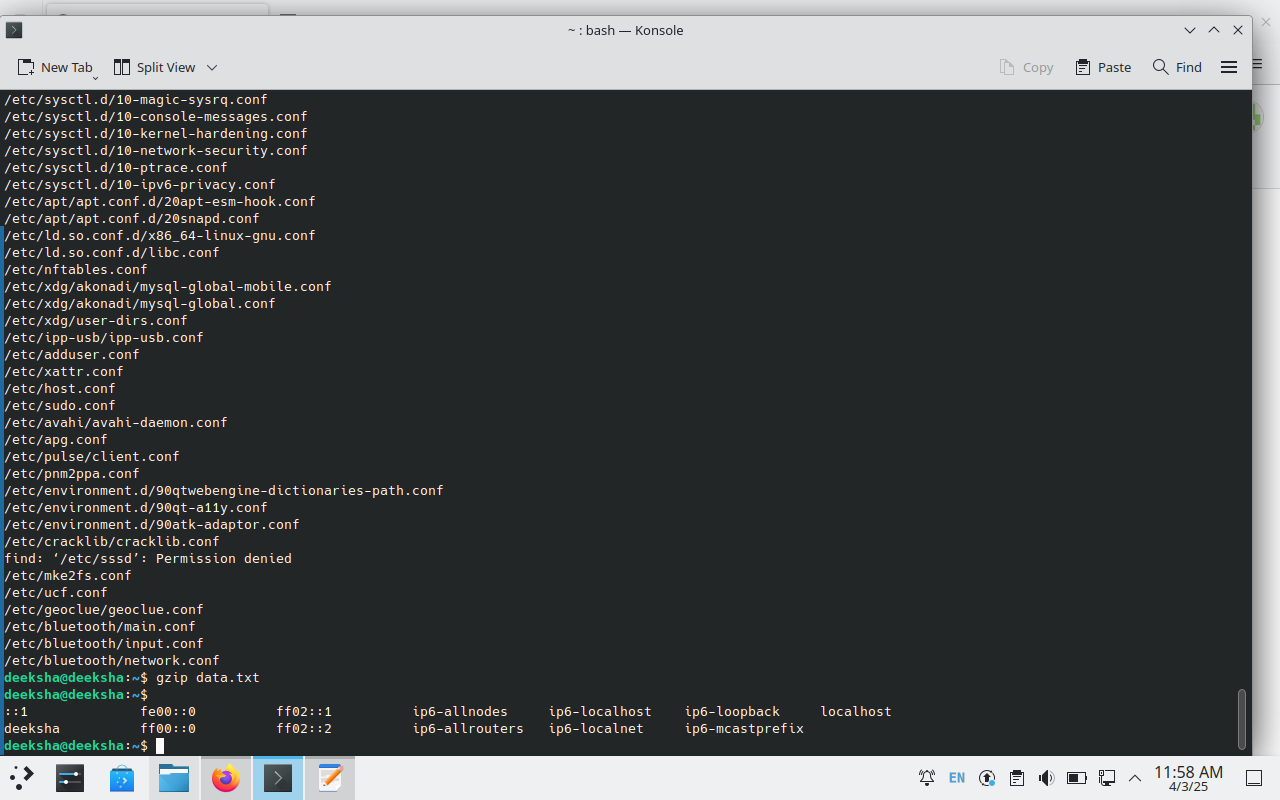 ~ : bash — Konsole
New Tab
Split View
Copy
Paste
Find
/etc/sysctl.d/10-magic-sysrq.conf
/etc/sysctl.d/10-console-messages.conf
/etc/sysctl.d/10-kernel-hardening.conf
/etc/sysctl.d/10-network-security.conf
/etc/sysctl.d/10-ptrace.conf
/etc/sysctl.d/10-ipv6-privacy.conf
/etc/apt/apt.conf.d/20apt-esm-hook.conf
/etc/apt/apt.conf.d/20snapd.conf
/etc/ld.so.conf.d/x86_64-linux-gnu.conf
/etc/ld.so.conf.d/libc.conf
/etc/nftables.conf
/etc/xdg/akonadi/mysql-global-mobile.conf
/etc/xdg/akonadi/mysql-global.conf
/etc/xdg/user-dirs.conf
/etc/ipp-usb/ipp-usb.conf
/etc/adduser.conf
/etc/xattr.conf
/etc/host.conf
/etc/sudo.conf
/etc/avahi/avahi-daemon.conf
/etc/apg.conf
/etc/pulse/client.conf
/etc/pnm2ppa.conf
/etc/environment.d/90qtwebengine-dictionaries-path.conf
/etc/environment.d/90qt-a11y.conf
/etc/environment.d/90atk-adaptor.conf
/etc/cracklib/cracklib.conf
find: ‘/etc/sssd’: Permission denied
/etc/mke2fs.conf
/etc/ucf.conf
/etc/geoclue/geoclue.conf
/etc/bluetooth/main.conf
/etc/bluetooth/input.conf
/etc/bluetooth/network.conf
deeksha@deeksha:~$ gzip data.txt
deeksha@deeksha:~$
::1 fe00::0 ff02::1 ip6-allnodes ip6-localhost ip6-loopback localhost
deeksha ff00::0 ff02::2 ip6-allrouters ip6-localnet ip6-mcastprefix
deeksha@deeksha:~$
EN
11:58 AM
4/3/25